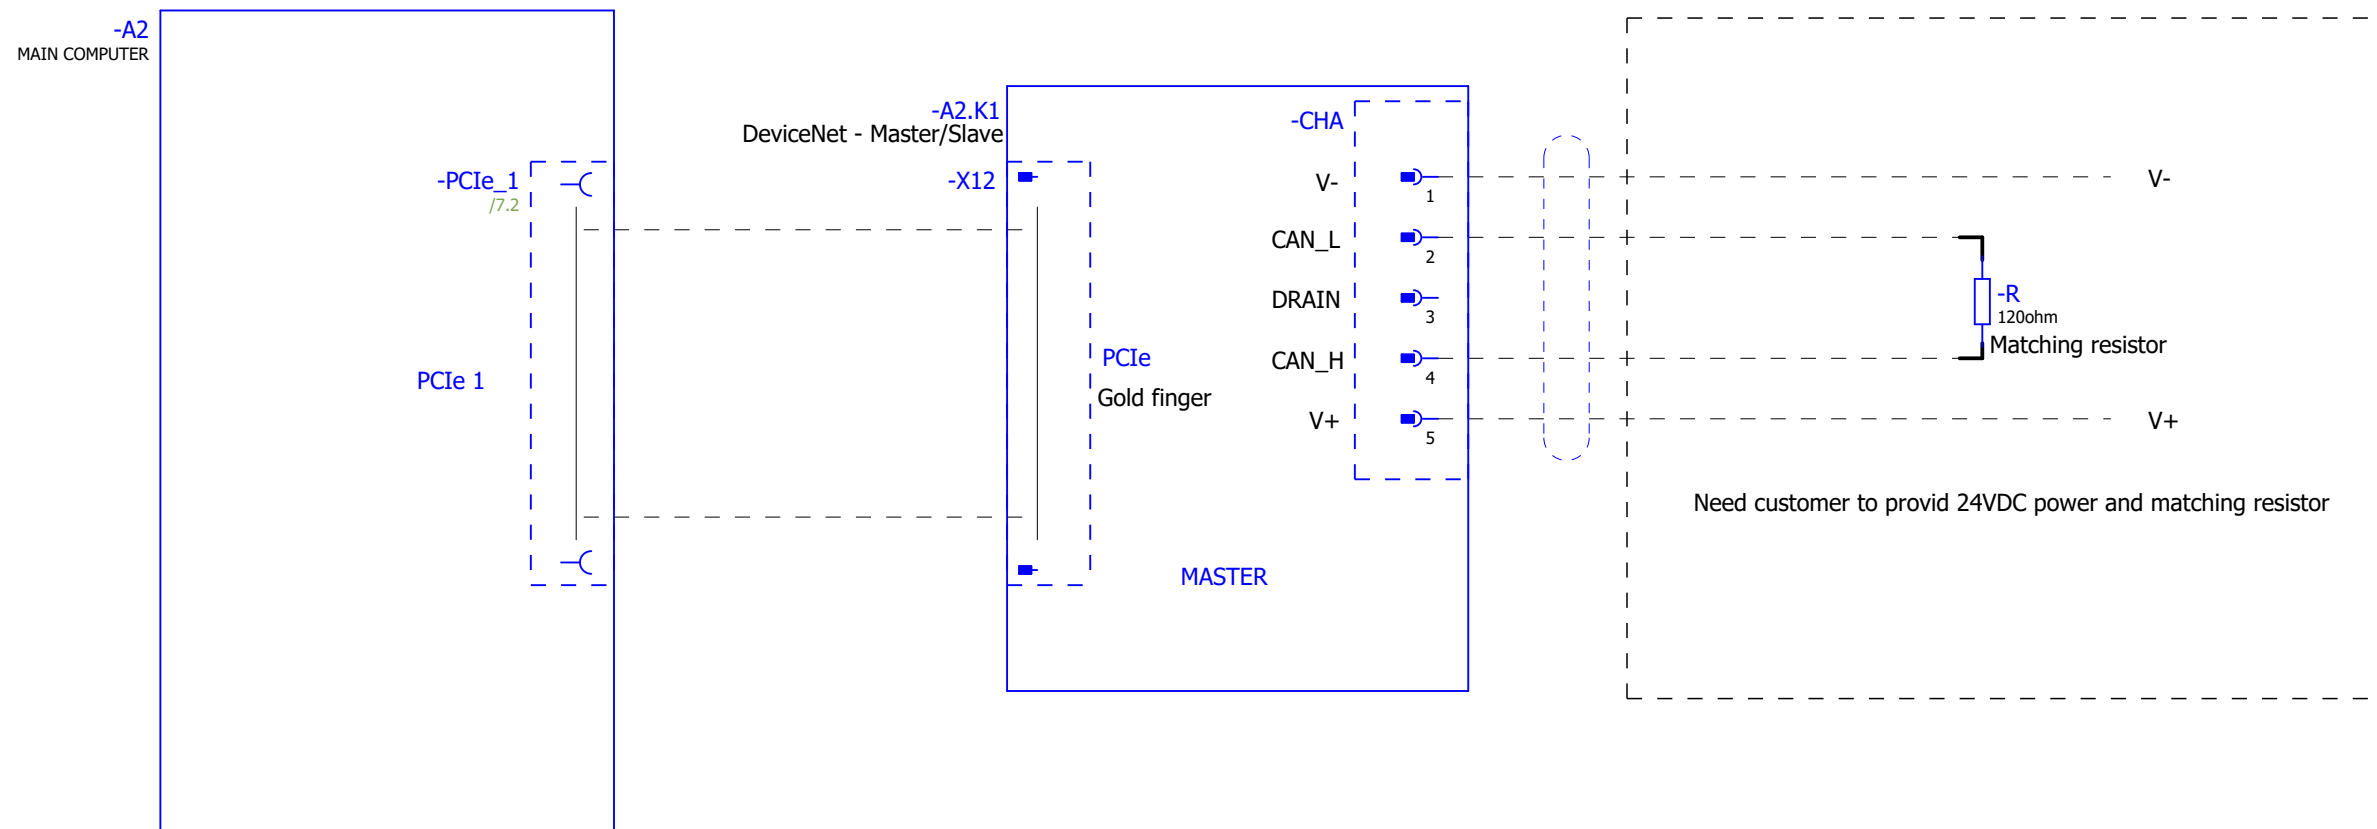 -A2
MAIN COMPUTER
-PCIe_1
/7.2
PCIe 1
-A2.K1
DeviceNet - Master/Slave
-X12
PCIe
Gold finger
MASTER
-CHA
V-
1
CAN_L
2
DRAIN
3
CAN_H
4
V+
5
V-
-R
120ohm
Matching resistor
V+
Need customer to provid 24VDC power and matching resistor